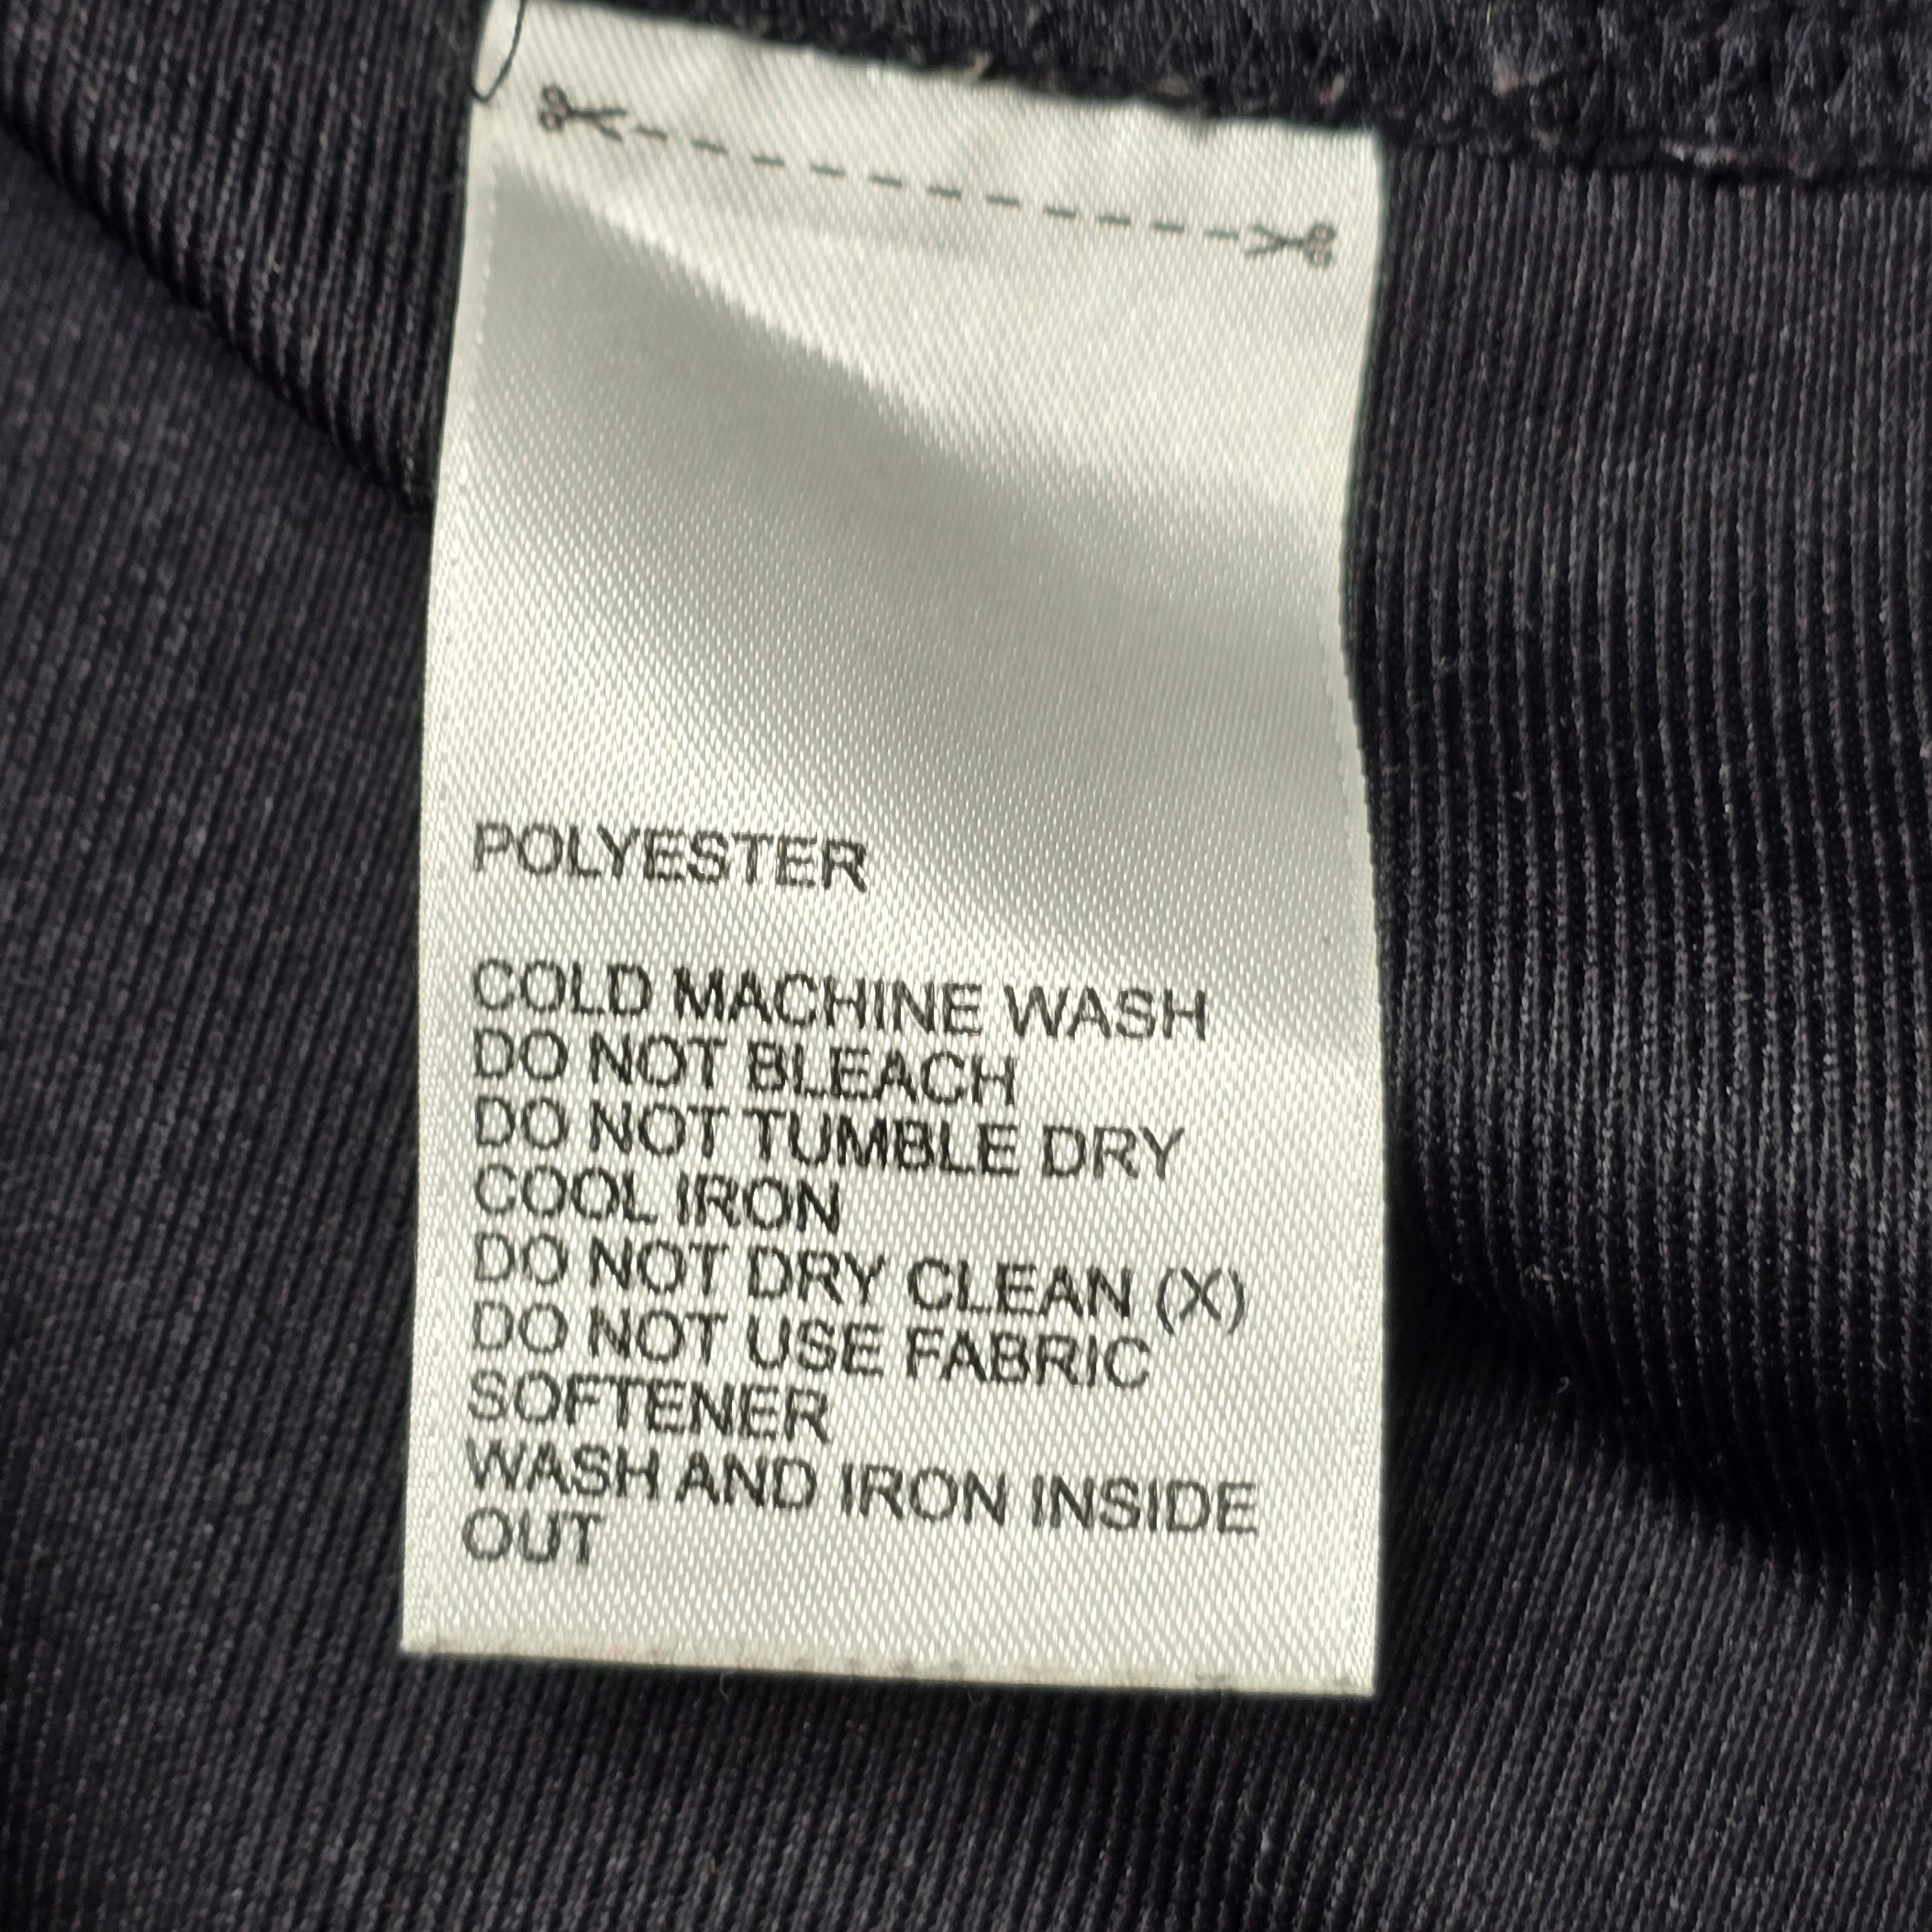 POLYESTER
COLD MACHINE WASH
DO NOT BLEACH
DO NOT TUMBLE DRY
COOL IRON
DO NOT DRY CLEAN (X)
DO NOT USE FABRIC
SOFTENER
WASH AND IRON INSIDE
OUT